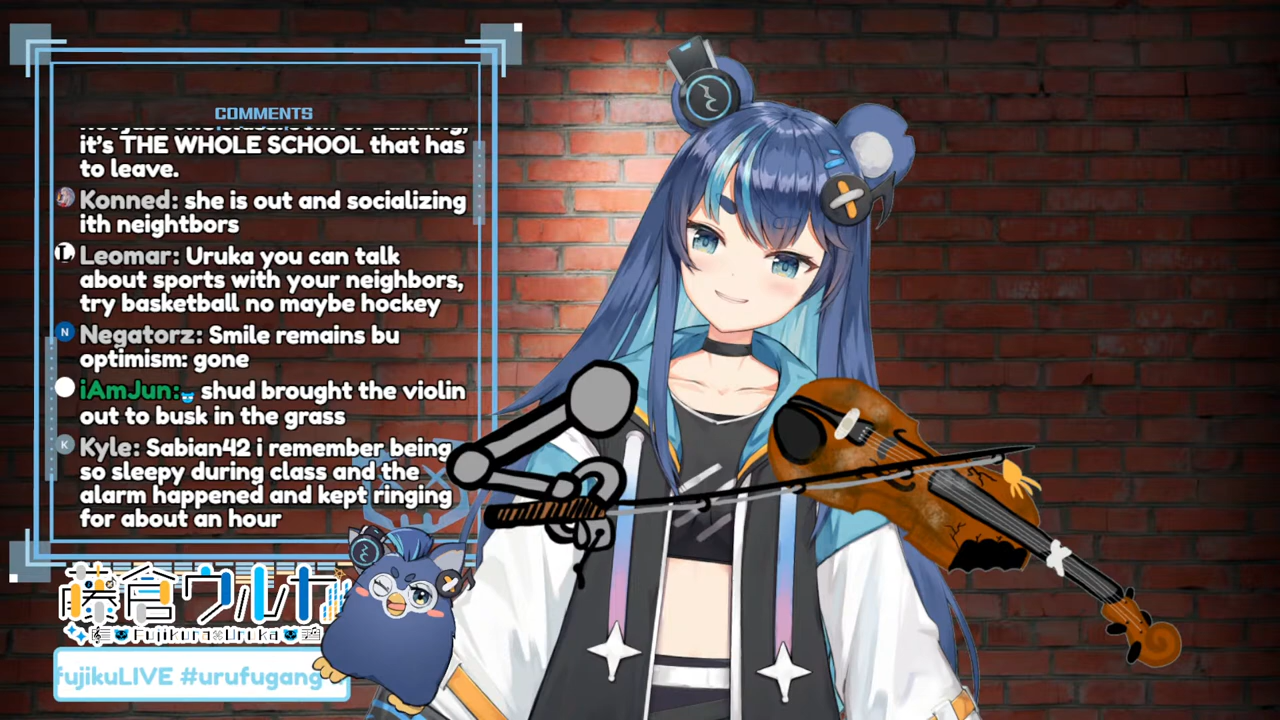 COMMENTS
it's THE WHOLE SCHOOL that has
to leave.
Konned: she is out and socializing
ith neightbors
Leomar: Uruka you can talk
about sports with your neighbors,
try basketball no maybe hockey
N Negatorz: Smile remains bu
optimism: gone
iAmJun: shud brought the violin
out to busk in the grass
K Kyle: Sabian42 i remember being
so sleepy during class and the
alarm happened and kept ringing
for about an hour
藤倉ウルカ
Fujikura Uruka
fujikuLIVE #urufugang